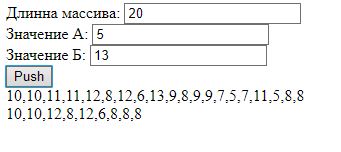 Длинна массива: 20
Значение А: 5
Значение Б: 13
Push
10,10,11,11,12,8,12,6,13,9,8,9,9,7,5,7,11,5,8,8
10,10,12,8,12,6,8,8,8